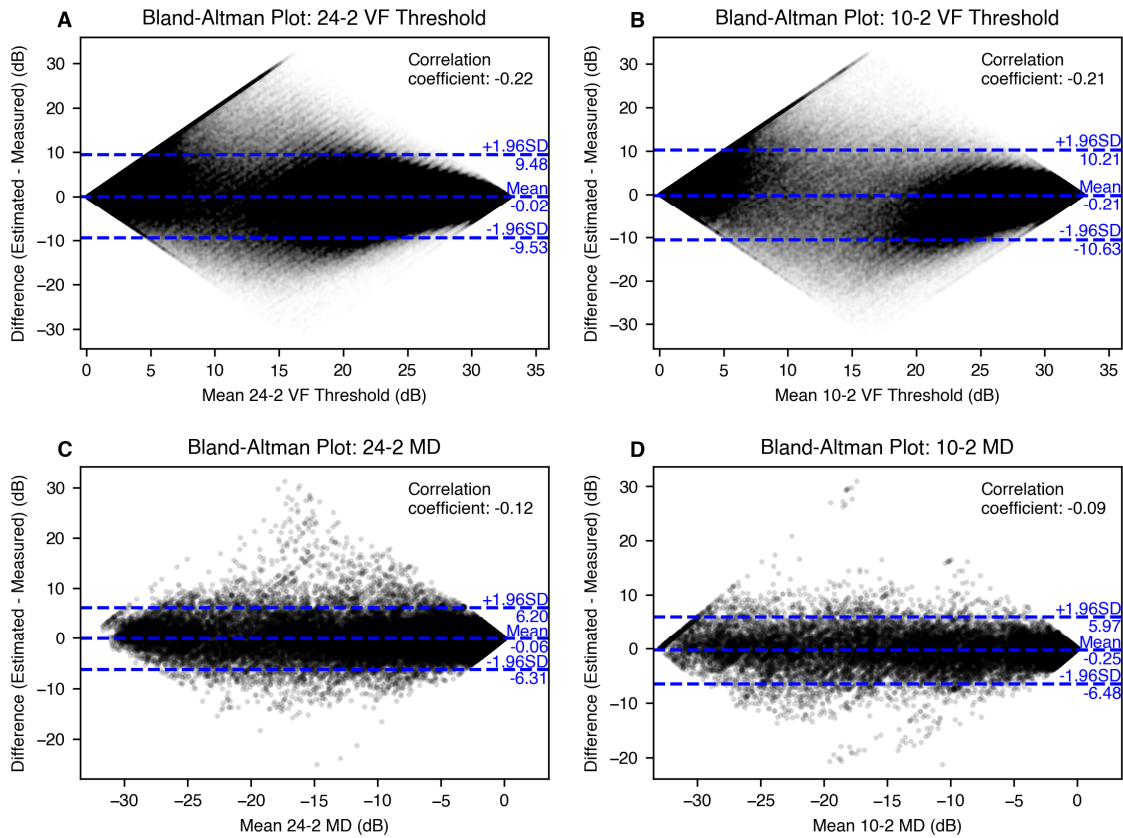 A
Bland-Altman Plot: 24-2 VF Threshold
Difference (Estimated - Measured) (dB)
30
20
10
0
−10
−20
−30
Correlation
coefficient: -0.22
+1.96SD
9.48
Mean
-0.02
-1.96SD
-9.53
0 5 10 15 20 25 30 35
Mean 24-2 VF Threshold (dB)
B
Bland-Altman Plot: 10-2 VF Threshold
Difference (Estimated - Measured) (dB)
30
20
10
0
−10
−20
−30
Correlation
coefficient: -0.21
+1.96SD
10.21
Mean
-0.21
-1.96SD
-10.63
0 5 10 15 20 25 30 35
Mean 10-2 VF Threshold (dB)
C
Bland-Altman Plot: 24-2 MD
Difference (Estimated - Measured) (dB)
30
20
10
0
−10
−20
Correlation
coefficient: -0.12
+1.96SD
6.20
Mean
-0.06
-1.96SD
-6.31
−30 −25 −20 −15 −10 −5 0
Mean 24-2 MD (dB)
D
Bland-Altman Plot: 10-2 MD
Difference (Estimated - Measured) (dB)
30
20
10
0
−10
−20
Correlation
coefficient: -0.09
+1.96SD
5.97
Mean
-0.25
-1.96SD
-6.48
−30 −25 −20 −15 −10 −5 0
Mean 10-2 MD (dB)